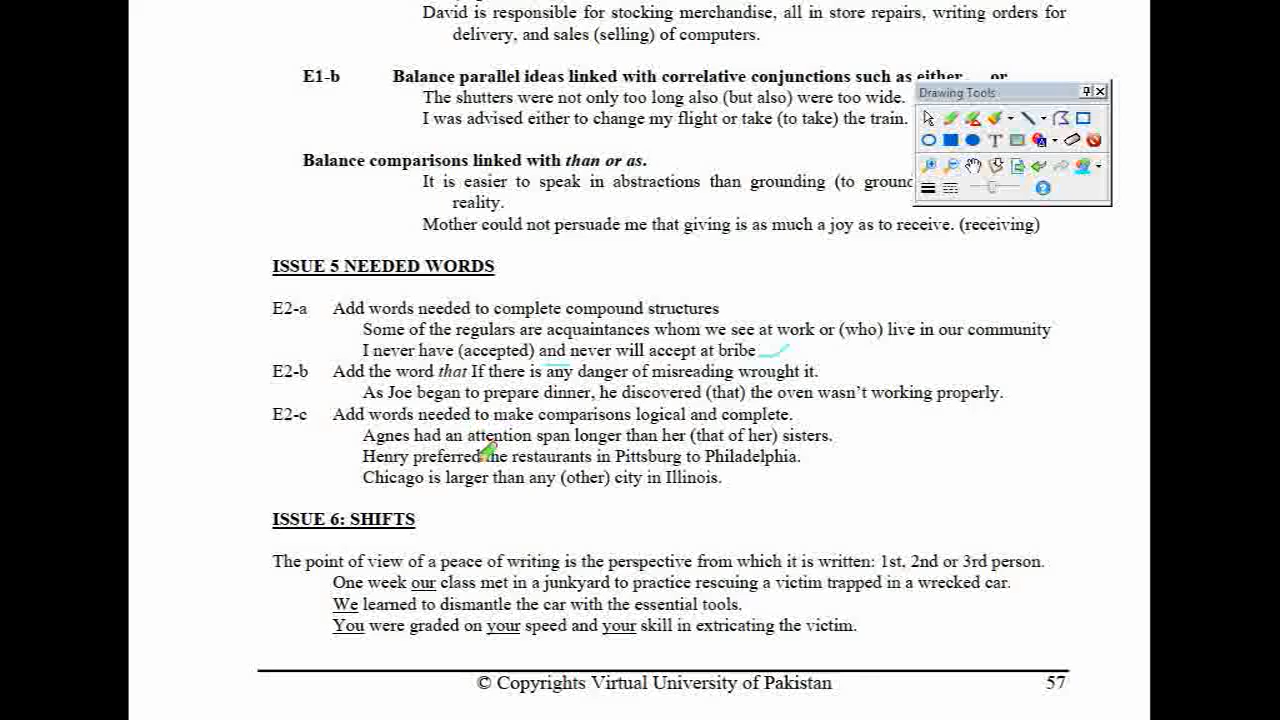 David is responsible for stocking merchandise, all in store repairs, writing orders for
delivery, and sales (selling) of computers.
E1-b Balance parallel ideas linked with correlative conjunctions such as either... or
The shutters were not only too long also (but also) were too wide.
I was advised either to change my flight or take (to take) the train.
Drawing Tools
Balance comparisons linked with than or as.
It is easier to speak in abstractions than grounding (to ground
reality.
Mother could not persuade me that giving is as much a joy as to receive. (receiving)
ISSUE 5 NEEDED WORDS
E2-a Add words needed to complete compound structures
Some of the regulars are acquaintances whom we see at work or (who) live in our community
I never have (accepted) and never will accept at bribe
E2-b Add the word that If there is any danger of misreading wrought it.
As Joe began to prepare dinner, he discovered (that) the oven wasn't working properly.
E2-c Add words needed to make comparisons logical and complete.
Agnes had an attention span longer than her (that of her) sisters.
Henry preferred the restaurants in Pittsburg to Philadelphia.
Chicago is larger than any (other) city in Illinois.
ISSUE 6: SHIFTS
The point of view of a peace of writing is the perspective from which it is written: 1st, 2nd or 3rd person.
One week our class met in a junkyard to practice rescuing a victim trapped in a wrecked car.
We learned to dismantle the car with the essential tools.
You were graded on your speed and your skill in extricating the victim.
© Copyrights Virtual University of Pakistan 57